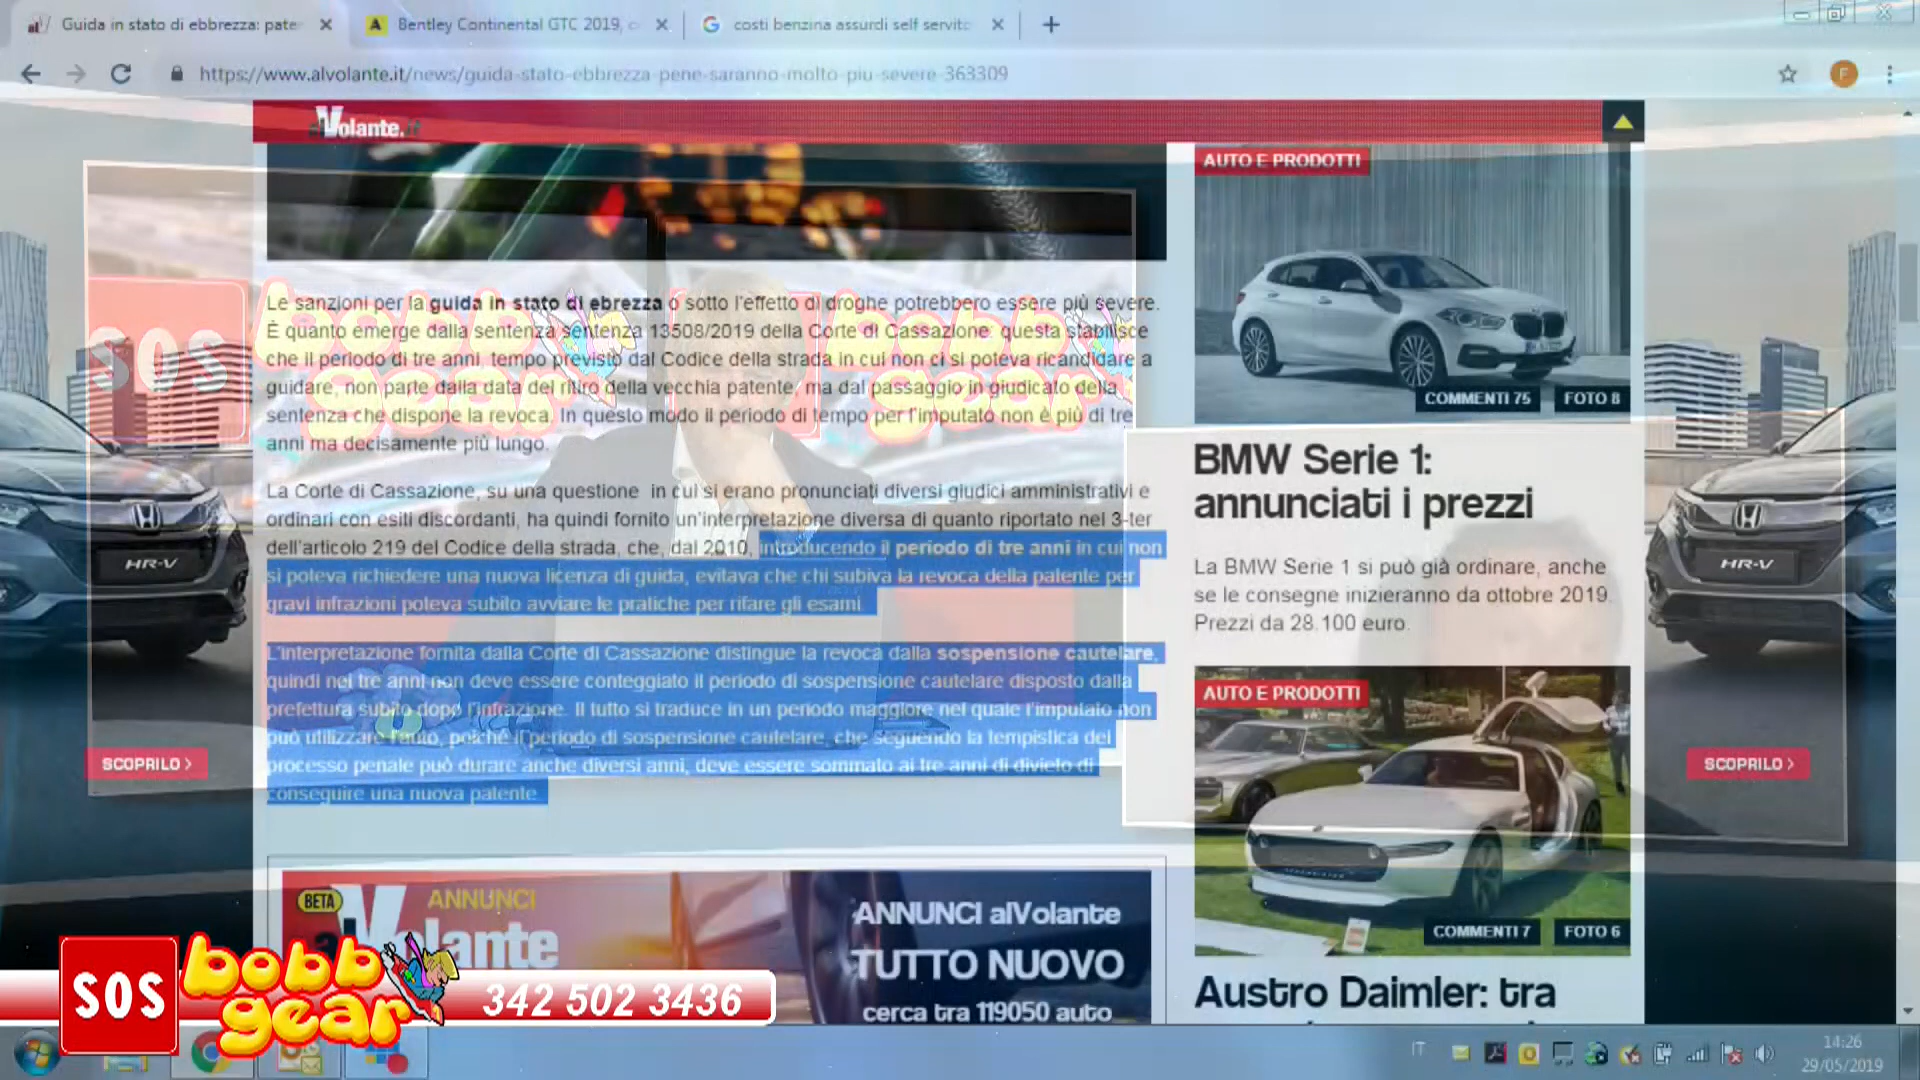 Guida in stato di ebbrezza: pate
Bentley Continental GTC 2019, c
costi benzina assurdi self servito
https://www.alvolante.it/news/guida-stato-ebbrezza-pene-saranno-molto-piu-severe-363309
F
alVolante.it
AUTO E PRODOTTI
Le sanzioni per la guida in stato di ebrezza o sotto l'effetto di droghe potrebbero essere più severe.
È quanto emerge dalla sentenza sentenza 13508/2019 della Corte di Cassazione: questa stabilisce
che il periodo di tre anni, tempo previsto dal Codice della strada in cui non ci si poteva ricandidare a
guidare, non parte dalla data del ritiro della vecchia patente, ma dal passaggio in giudicato della
sentenza che dispone la revoca. In questo modo il periodo di tempo per l'imputato non è più di tre
anni ma decisamente più lungo.
La Corte di Cassazione, su una questione in cui si erano pronunciati diversi giudici amministrativi e
ordinari con esiti discordanti, ha quindi fornito un'interpretazione diversa di quanto riportato nel 3-ter
dell'articolo 219 del Codice della strada, che, dal 2010, introducendo il periodo di tre anni in cui non
si poteva richiedere una nuova licenza di guida, evitava che chi subiva la revoca della patente per
gravi infrazioni poteva subito avviare le pratiche per rifare gli esami.
L'interpretazione fornita dalla Corte di Cassazione distingue la revoca dalla sospensione cautelare,
quindi nei tre anni non deve essere conteggiato il periodo di sospensione cautelare disposto dalla
prefettura subito dopo l'infrazione. Il tutto si traduce in un periodo maggiore nel quale l'imputato non
può utilizzare l'auto, poiché il periodo di sospensione cautelare, che seguendo la tempistica del
processo penale può durare anche diversi anni, deve essere sommato ai tre anni di divieto di
conseguire una nuova patente.
COMMENTI 75 FOTO 8
BMW Serie 1:
annunciati i prezzi
La BMW Serie 1 si può già ordinare, anche
se le consegne inizieranno da ottobre 2019.
Prezzi da 28.100 euro.
AUTO E PRODOTTI
COMMENTI 7 FOTO 6
Austro Daimler: tra
SOS
bobb
gear
bobb
gear
HR-V
SCOPRILO
HR-V
SCOPRILO
BETA
ANNUNCI
alVolante
ANNUNCI alVolante
TUTTO NUOVO
cerca tra 119050 auto
SOS
bobb
gear
342 502 3436
IT
14:26
29/05/2019